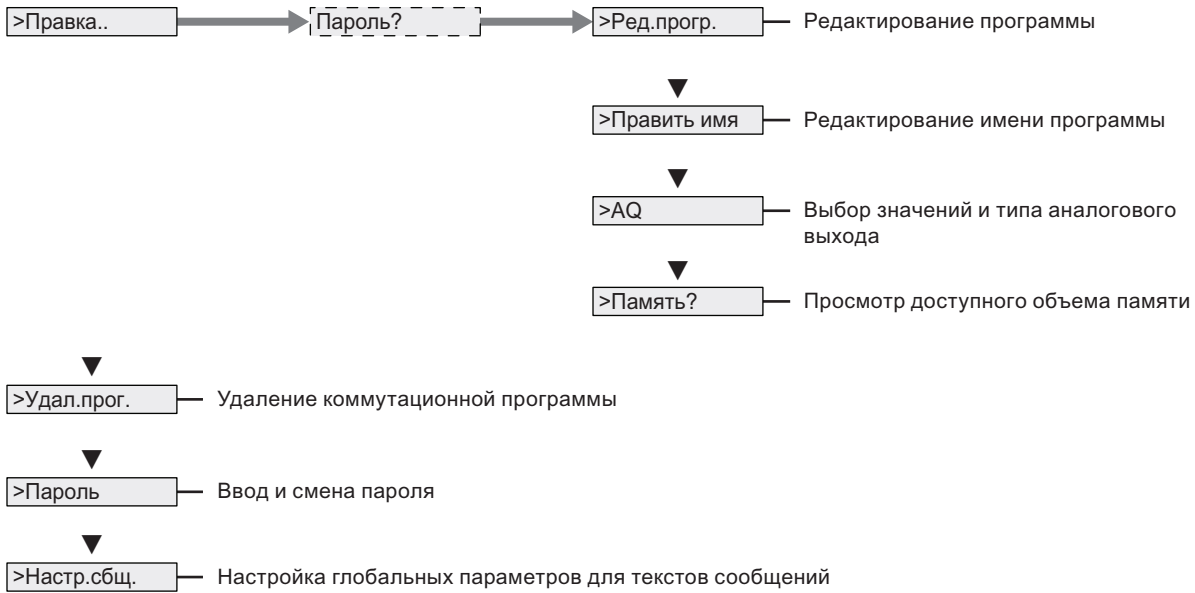 >Правка..
Пароль?
>Ред.прогр.
Редактирование программы
>Править имя
Редактирование имени программы
>AQ
Выбор значений и типа аналогового
выхода
>Память?
Просмотр доступного объема памяти
>Удал.прог.
Удаление коммутационной программы
>Пароль
Ввод и смена пароля
>Настр.сбщ.
Настройка глобальных параметров для текстов сообщений